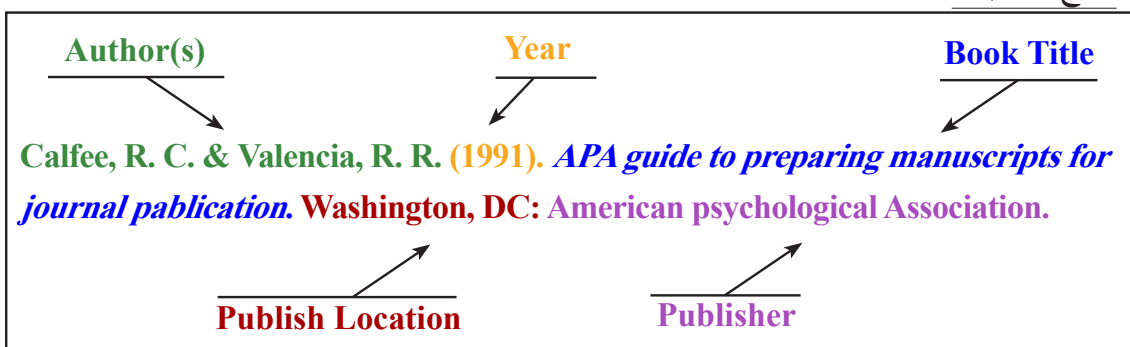 Author(s) Year Book Title
Calfee, R. C. & Valencia, R. R. (1991). APA guide to preparing manuscripts for
journal pablication. Washington, DC: American psychological Association.
Publish Location Publisher